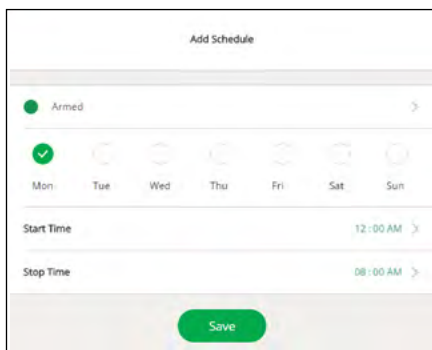 Add Schedule
Armed
Mon Tue Wed Thu Fri Sat Sun
Start Time 12 : 00 AM
Stop Time 08 : 00 AM
Save